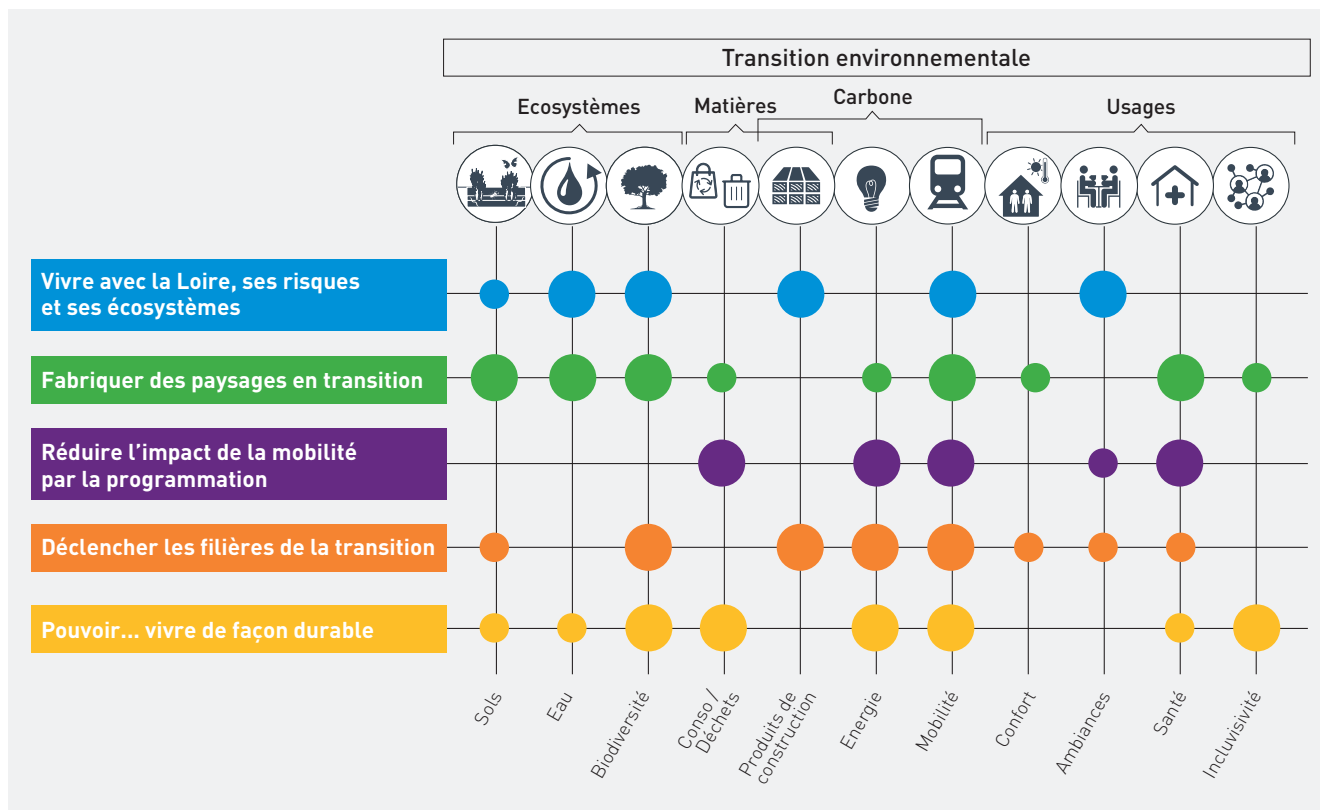 Transition environnementale
Ecosystèmes
Matières
Carbone
Usages
Vivre avec la Loire, ses risques
et ses écosystèmes
Fabriquer des paysages en transition
Réduire l'impact de la mobilité
par la programmation
Déclencher les filières de la transition
Pouvoir... vivre de façon durable
Sols
Eau
Biodiversité
Conso /
Déchets
Produits de
construction
Energie
Mobilité
Confort
Ambiances
Santé
Incluvisivité